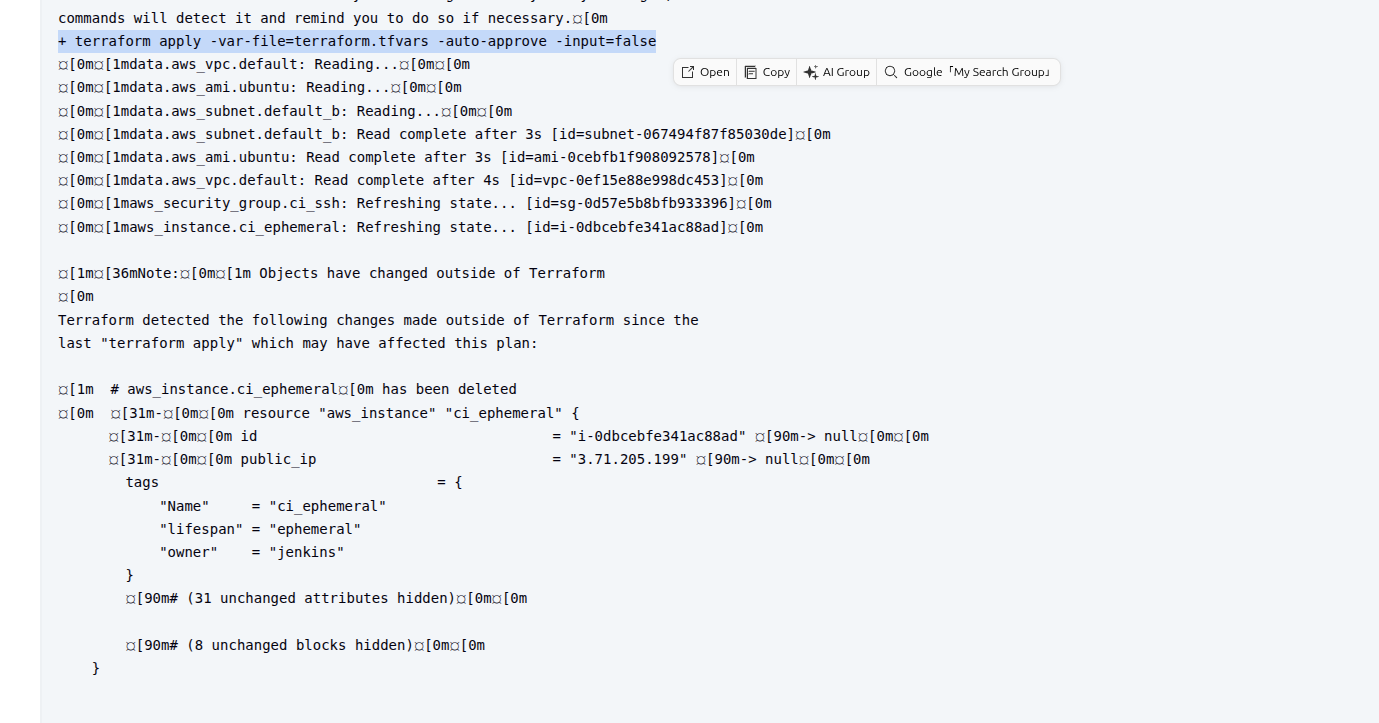 commands will detect it and remind you to do so if necessary.¤[0m
+ terraform apply -var-file=terraform.tfvars -auto-approve -input=false
¤[0m¤[1mdata.aws_vpc.default: Reading...¤[0m¤[0m
Open Copy AI Group Google「My Search Group」
¤[0m¤[1mdata.aws_ami.ubuntu: Reading...¤[0m¤[0m
¤[0m¤[1mdata.aws_subnet.default_b: Reading...¤[0m¤[0m
¤[0m¤[1mdata.aws_subnet.default_b: Read complete after 3s [id=subnet-067494f87f85030de]¤[0m
¤[0m¤[1mdata.aws_ami.ubuntu: Read complete after 3s [id=ami-0cebfb1f908092578]¤[0m
¤[0m¤[1mdata.aws_vpc.default: Read complete after 4s [id=vpc-0ef15e88e998dc453]¤[0m
¤[0m¤[1maws_security_group.ci_ssh: Refreshing state... [id=sg-0d57e5b8bfb933396]¤[0m
¤[0m¤[1maws_instance.ci_ephemeral: Refreshing state... [id=i-0dbcebfe341ac88ad]¤[0m
¤[1m¤[36mNote:¤[0m¤[1m Objects have changed outside of Terraform
¤[0m
Terraform detected the following changes made outside of Terraform since the
last "terraform apply" which may have affected this plan:
¤[1m  # aws_instance.ci_ephemeral¤[0m has been deleted
¤[0m  ¤[31m-¤[0m¤[0m resource "aws_instance" "ci_ephemeral" {
¤[31m-¤[0m¤[0m id = "i-0dbcebfe341ac88ad" ¤[90m-> null¤[0m¤[0m
¤[31m-¤[0m¤[0m public_ip = "3.71.205.199" ¤[90m-> null¤[0m¤[0m
tags = {
"Name" = "ci_ephemeral"
"lifespan" = "ephemeral"
"owner" = "jenkins"
}
¤[90m# (31 unchanged attributes hidden)¤[0m¤[0m
¤[90m# (8 unchanged blocks hidden)¤[0m¤[0m
}